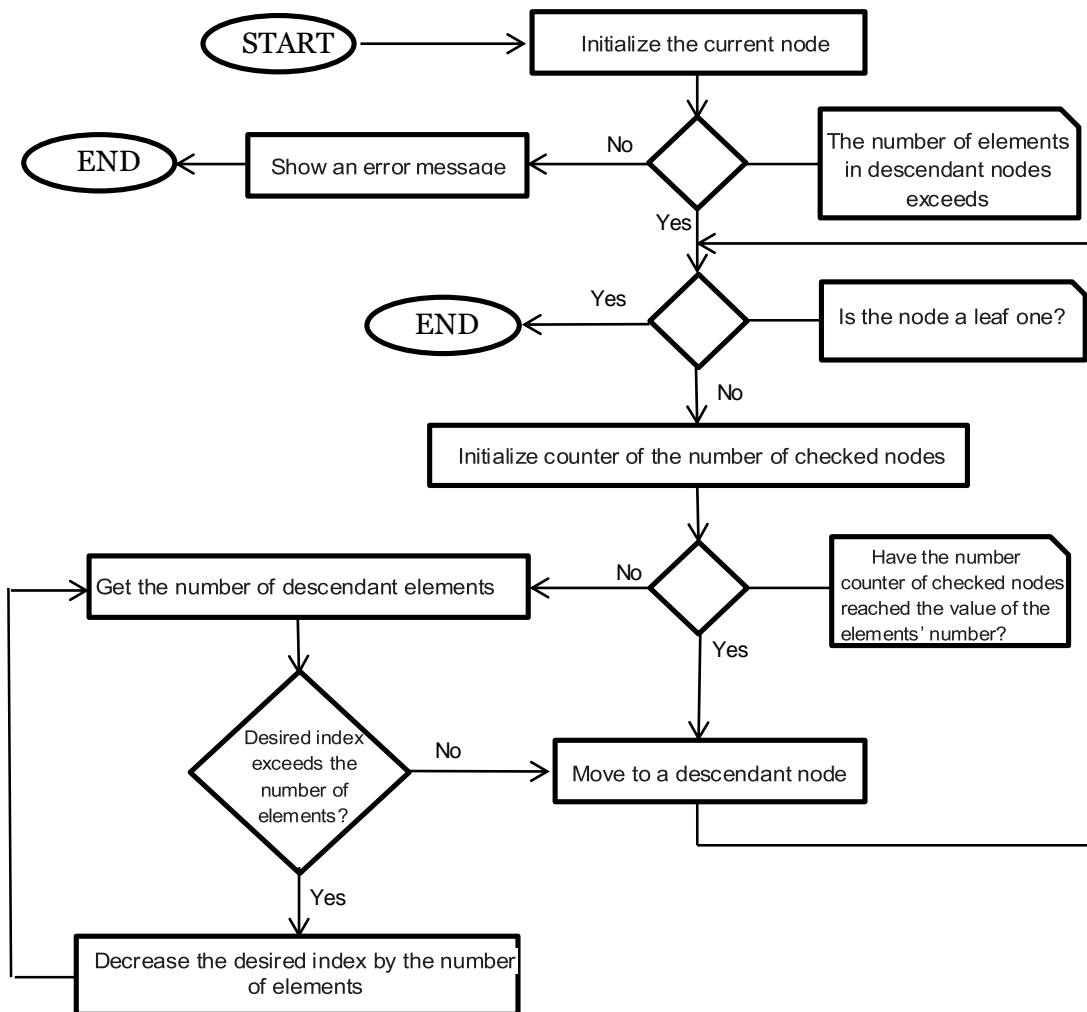 START
Initialize the current node
No
The number of elements
in descendant nodes
exceeds
END
Show an error message
Yes
Yes
END
Is the node a leaf one?
No
Initialize counter of the number of checked nodes
Have the number
counter of checked nodes
reached the value of the
elements’ number?
No
Get the number of descendant elements
Yes
Desired index
exceeds the
number of
elements?
No
Move to a descendant node
Yes
Decrease the desired index by the number
of elements